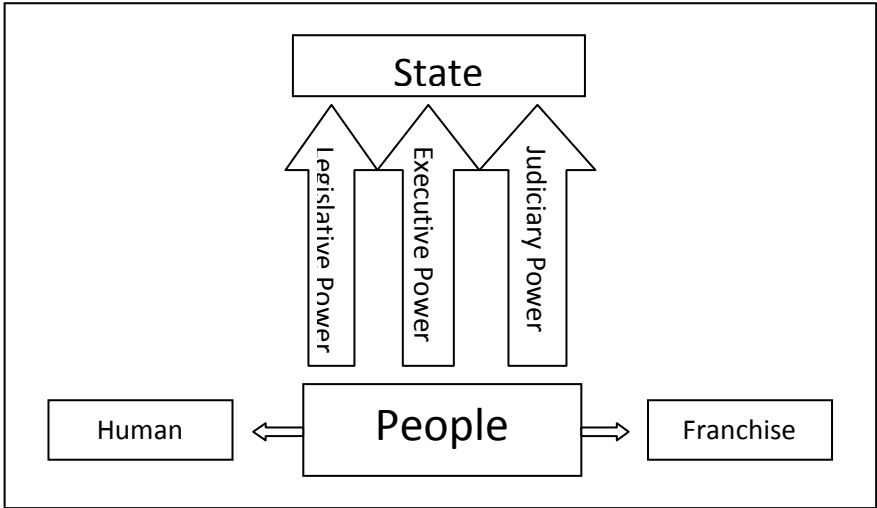 State
Legislative Power
Executive Power
Judiciary Power
Human
People
Franchise